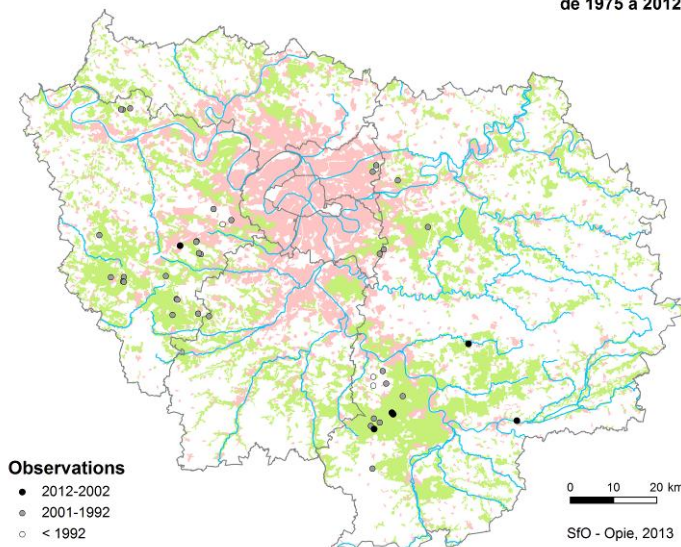 de 1975 à 2012
Observations
2012-2002
2001-1992
< 1992
0 10 20 km
SfO - Opie, 2013